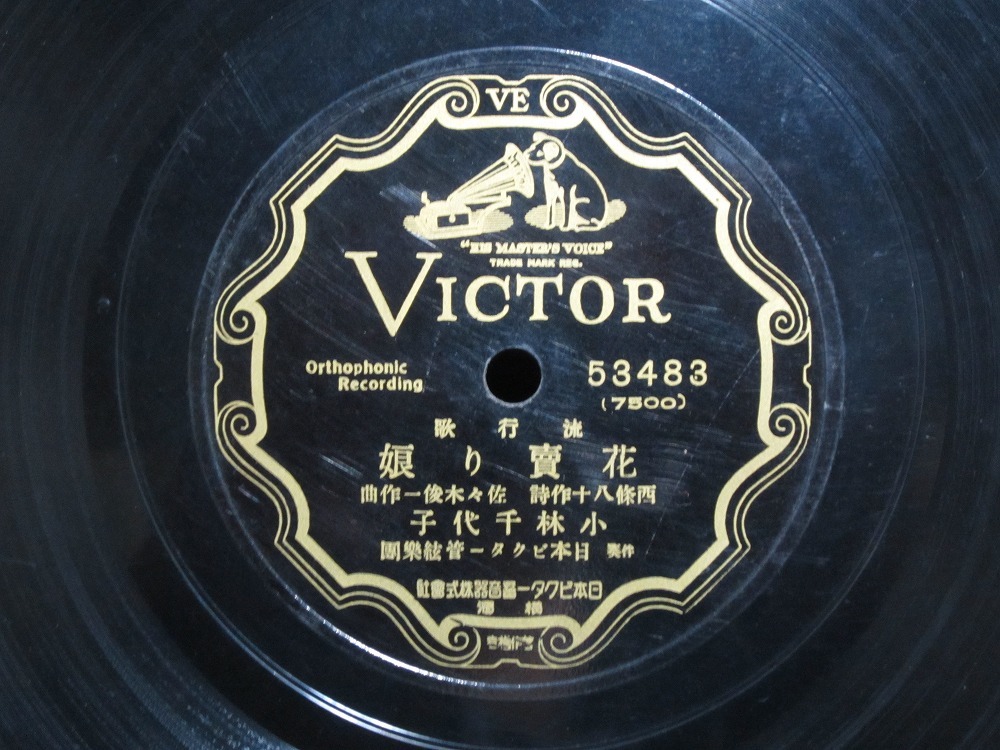 VE
"HIS MASTER'S VOICE"
TRADE MARK REG.
VICTOR
Orthophonic
Recording
53483
(7500)
流行歌
花賣り娘
西條八十作詩 佐々木俊一作曲
小林千代子
伴奏 日本ビクター管絃樂團
日本ビクター蓄音器株式會社
横濱